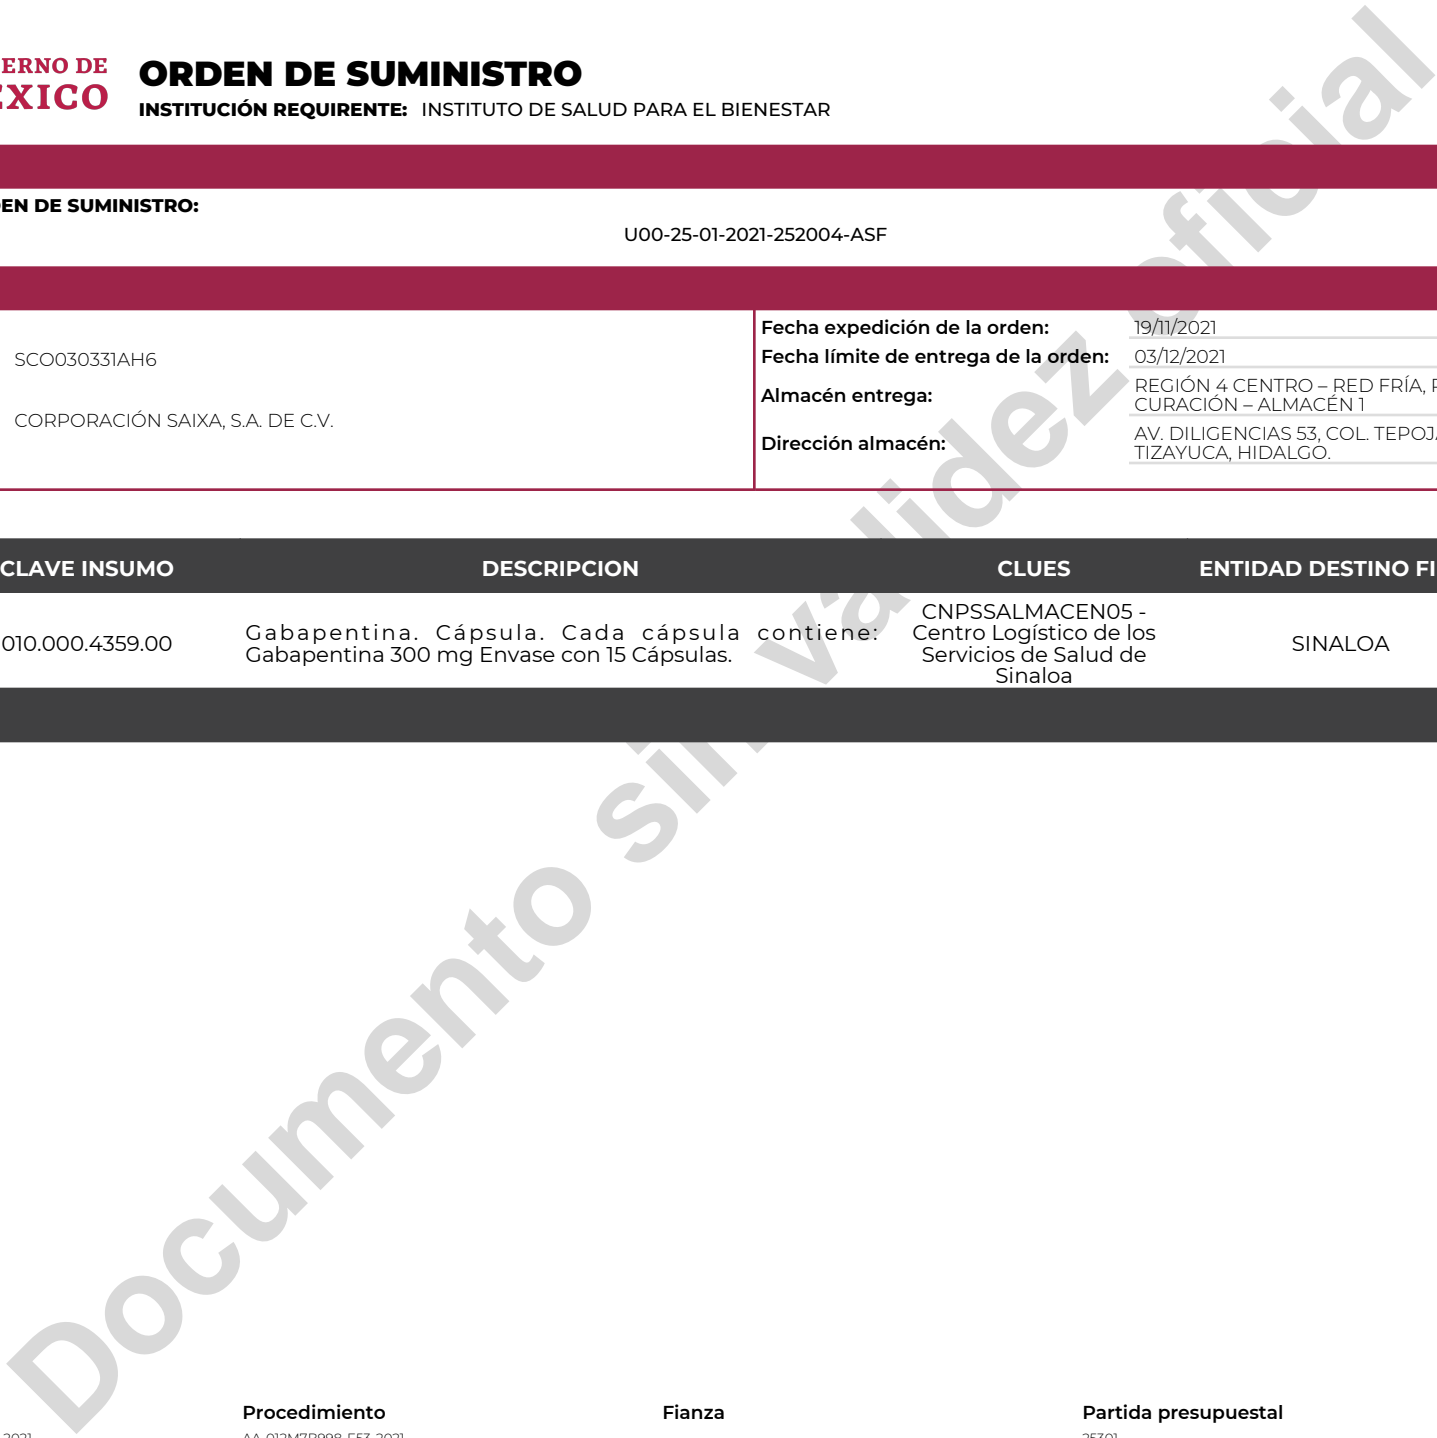 ERNO DE
ORDEN DE SUMINISTRO
INSTITUCIÓN REQUIRENTE: INSTITUTO DE SALUD PARA EL BIENESTAR
EN DE SUMINISTRO:
U00-25-01-2021-252004-ASF
SCO030331AH6
CORPORACIÓN SAIXA, S.A. DE C.V.
Fecha expedición de la orden: 19/11/2021
Fecha límite de entrega de la orden: 03/12/2021
Almacén entrega: REGIÓN 4 CENTRO – RED FRÍA,
CURACIÓN – ALMACÉN 1
Dirección almacén: AV. DILIGENCIAS 53, COL.
TIZAYUCA, HIDALGO.
CLAVE INSUMO DESCRIPCION CLUES ENTIDAD DESTINO
010.000.4359.00
Gabapentina. Cápsula. Cada cápsula contiene:
Gabapentina 300 mg Envase con 15 Cápsulas.
CNPSSALMACEN05 -
Centro Logístico de los
Servicios de Salud de
Sinaloa
SINALOA
Documento sin validez oficial
Procedimiento Fianza Partida presupuestal